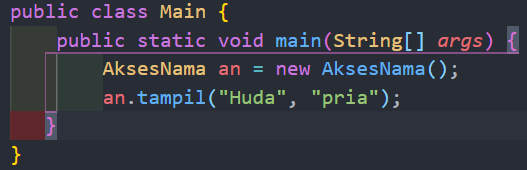 public class Main {
    public static void main(String[] args) {
        AksesNama an = new AksesNama();
        an.tampil("Huda", "pria");
    }
}